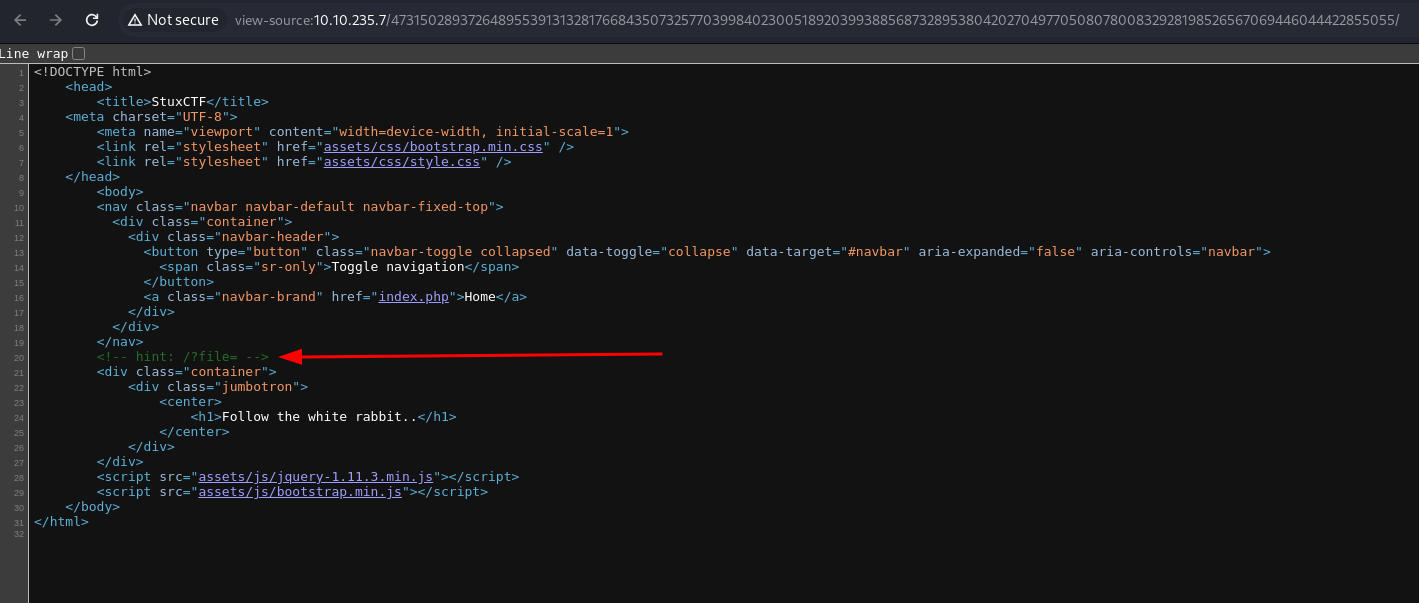 Not secure view-source:10.10.235.7/47315028937264895539131328176684350732577039984023005189203993885687328953804202704977050807800832928198526567069446044422855055/
Line wrap
1 <!DOCTYPE html>
2 <head>
3 <title>StuxCTF</title>
4 <meta charset="UTF-8">
5 <meta name="viewport" content="width=device-width, initial-scale=1">
6 <link rel="stylesheet" href="assets/css/bootstrap.min.css" />
7 <link rel="stylesheet" href="assets/css/style.css" />
8 </head>
9 <body>
10 <nav class="navbar navbar-default navbar-fixed-top">
11 <div class="container">
12 <div class="navbar-header">
13 <button type="button" class="navbar-toggle collapsed" data-toggle="collapse" data-target="#navbar" aria-expanded="false" aria-controls="navbar">
14 <span class="sr-only">Toggle navigation</span>
15 </button>
16 <a class="navbar-brand" href="index.php">Home</a>
17 </div>
18 </div>
19 </nav>
20 <!-- hint: /?file= -->
21 <div class="container">
22 <div class="jumbotron">
23 <center>
24 <h1>Follow the white rabbit..</h1>
25 </center>
26 </div>
27 </div>
28 <script src="assets/js/jquery-1.11.3.min.js"></script>
29 <script src="assets/js/bootstrap.min.js"></script>
30 </body>
31 </html>
32